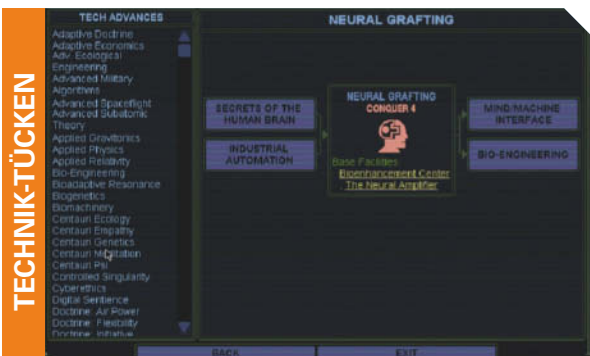 TECHNIK-TÜCKEN
TECH ADVANCES
Adaptive Doctrine
Adaptive Economics
Adv. Ecological
Engineering
Advanced Military
Algorithms
Advanced Spaceflight
Advanced Subatomic
Theory
Applied Gravitonics
Applied Physics
Applied Relativity
Bio-Engineering
Bioadaptive Resonance
Biogenetics
Biomachinery
Centauri Ecology
Centauri Empathy
Centauri Genetics
Centauri Meditation
Centauri Psi
Controlled Singularity
Cyberethics
Digital Sentience
Doctrine: Air Power
Doctrine: Flexibility
Doctrine: Initiative
NEURAL GRAFTING
SECRETS OF THE
HUMAN BRAIN
INDUSTRIAL
AUTOMATION
NEURAL GRAFTING
CONQUER 4
Base Facilities:
Bioenhancement Center
The Neural Amplifier
MIND/MACHINE
INTERFACE
BIO-ENGINEERING
BACK
EXIT